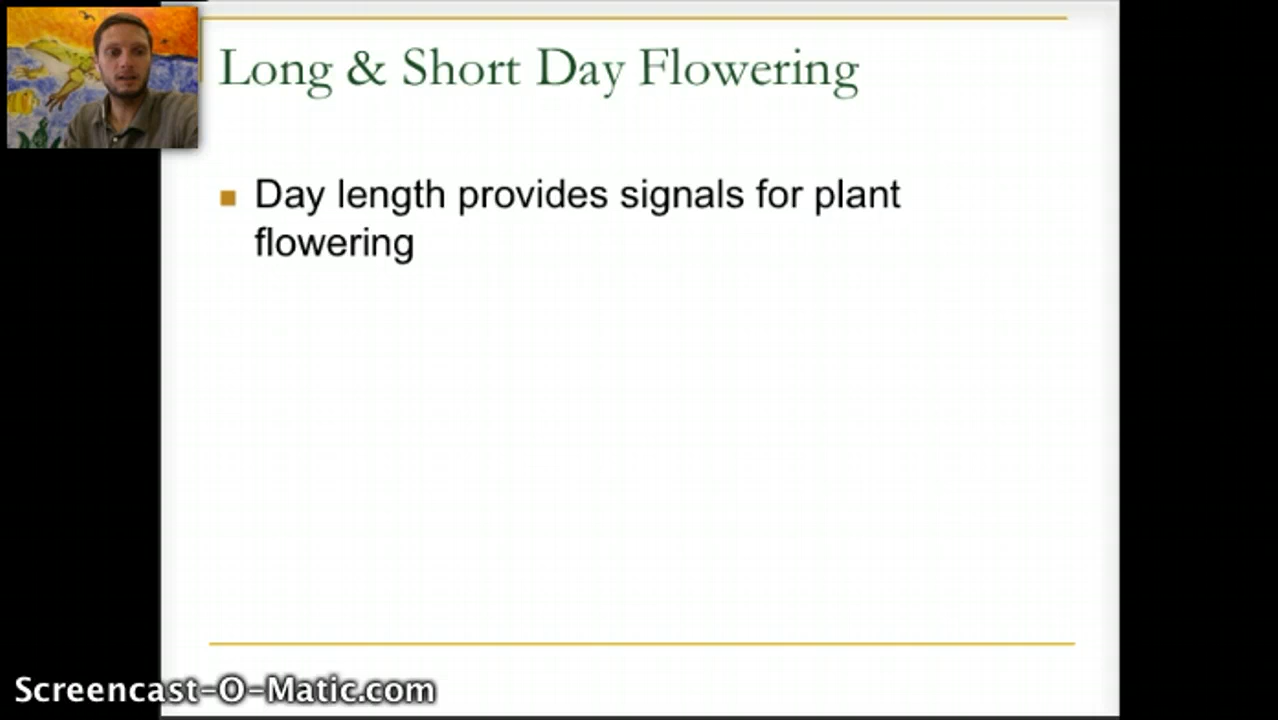 Long & Short Day Flowering
Day length provides signals for plant
flowering
Screencast-O-Matic.com